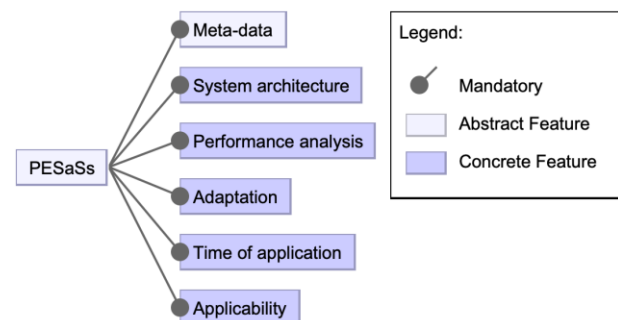 Meta-data
System architecture
Performance analysis
PESaSs
Adaptation
Time of application
Applicability
Legend:
Mandatory
Abstract Feature
Concrete Feature